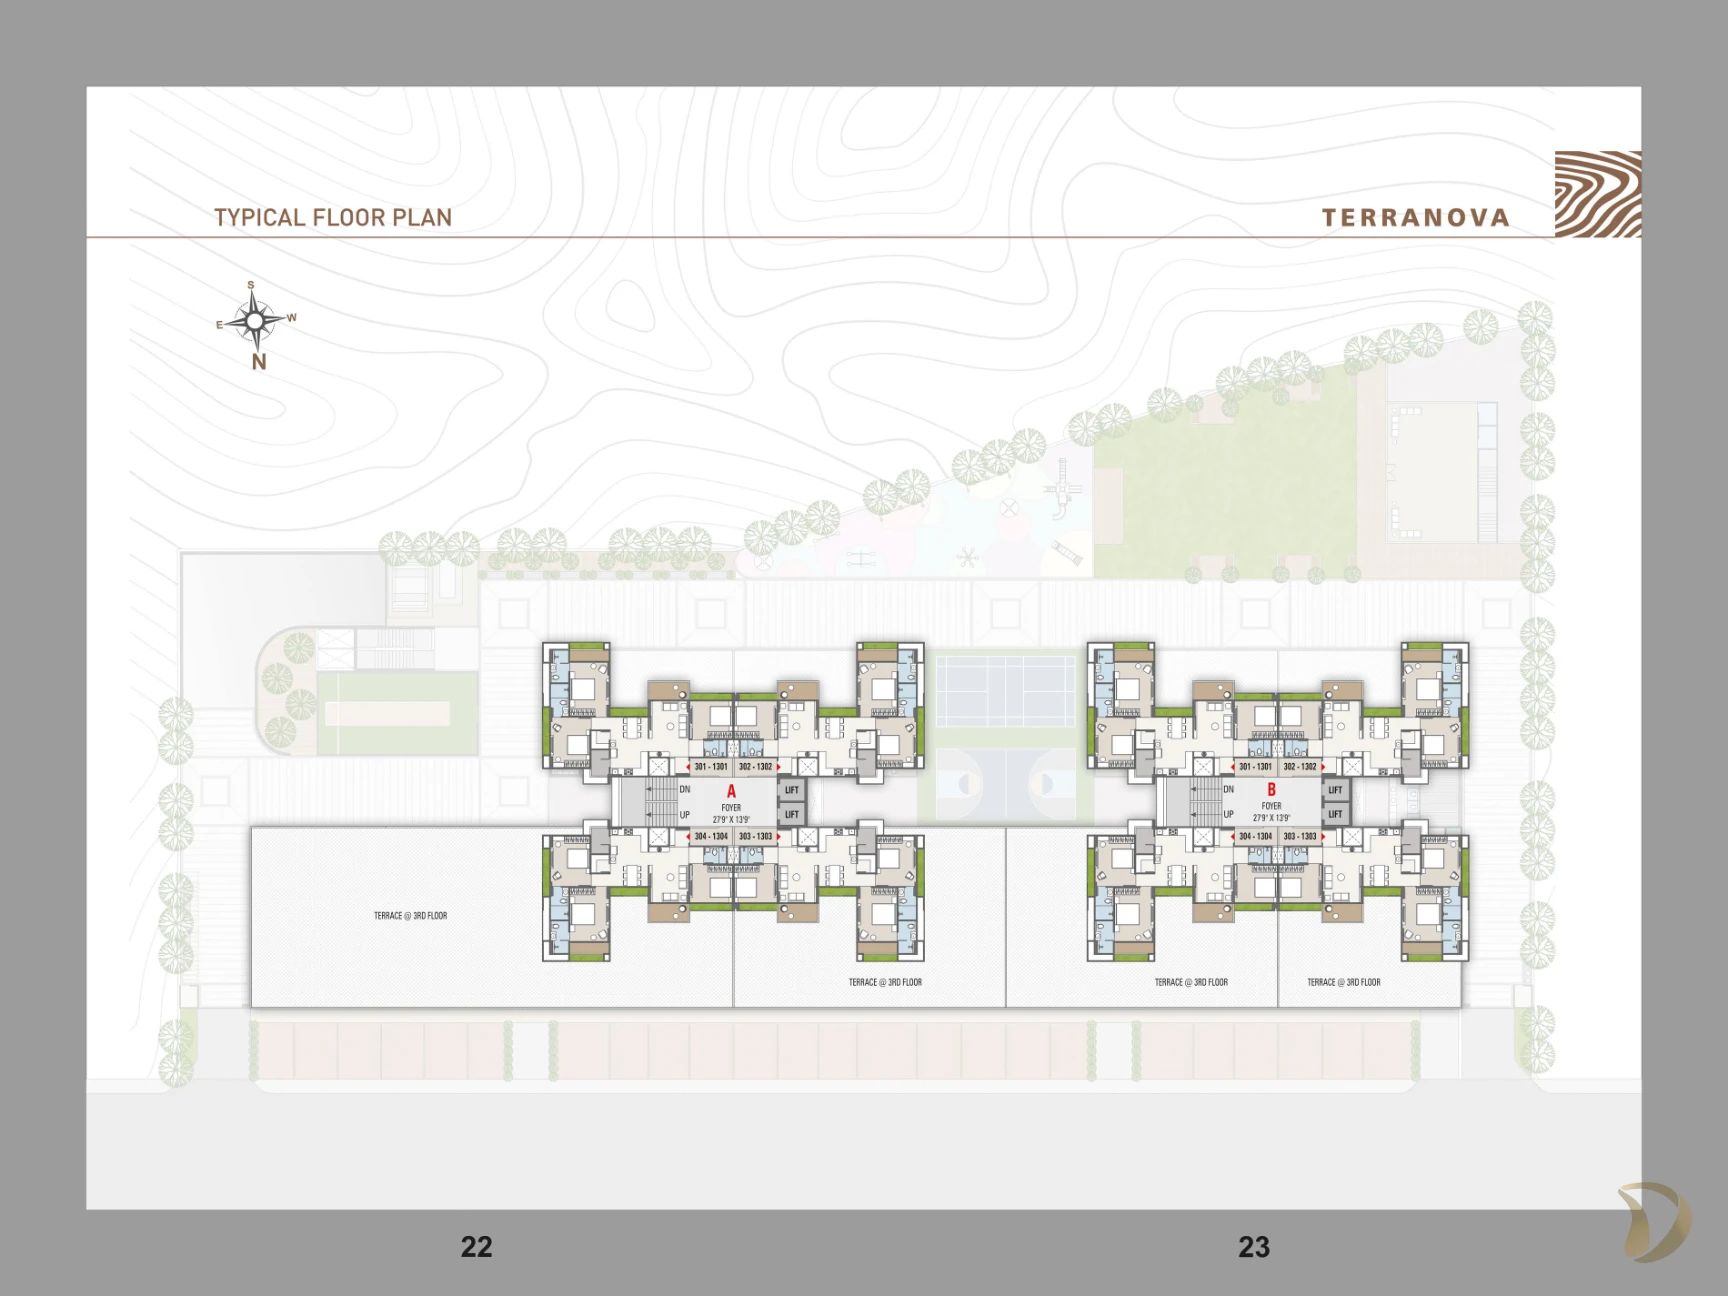 TYPICAL FLOOR PLAN
TERRANOVA
S
E
W
N
301 - 1301
302 - 1302
DN
A
LIFT
FOYER
27'9" X 13'9"
UP
LIFT
304 - 1304
303 - 1303
301 - 1301
302 - 1302
DN
B
LIFT
FOYER
27'9" X 13'9"
UP
LIFT
304 - 1304
303 - 1303
TERRACE @ 3RD FLOOR
TERRACE @ 3RD FLOOR
TERRACE @ 3RD FLOOR
TERRACE @ 3RD FLOOR
22
23